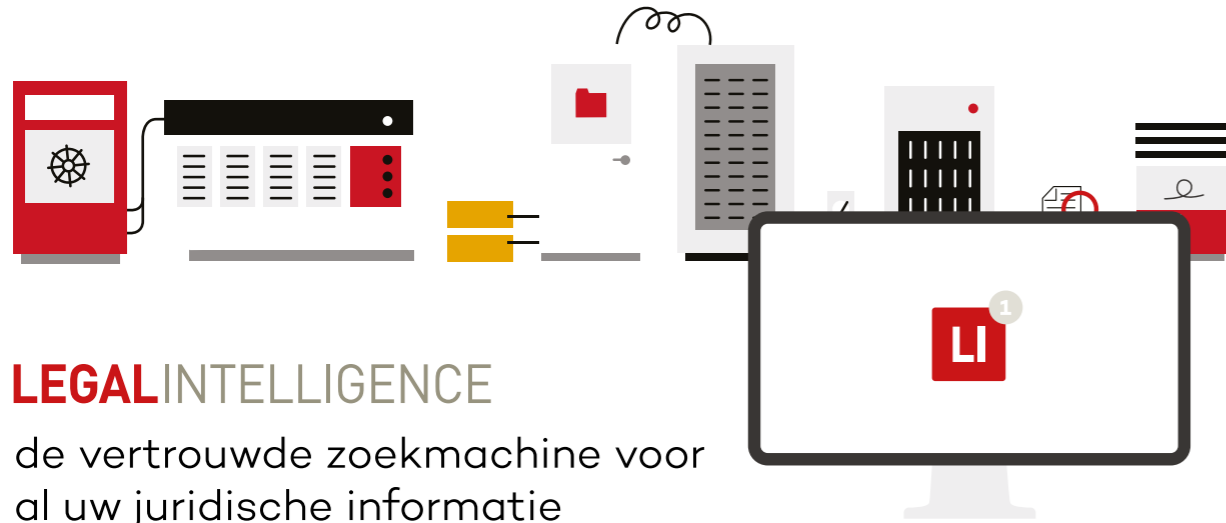 1
LI
LEGALINTELLIGENCE
de vertrouwde zoekmachine voor
al uw juridische informatie